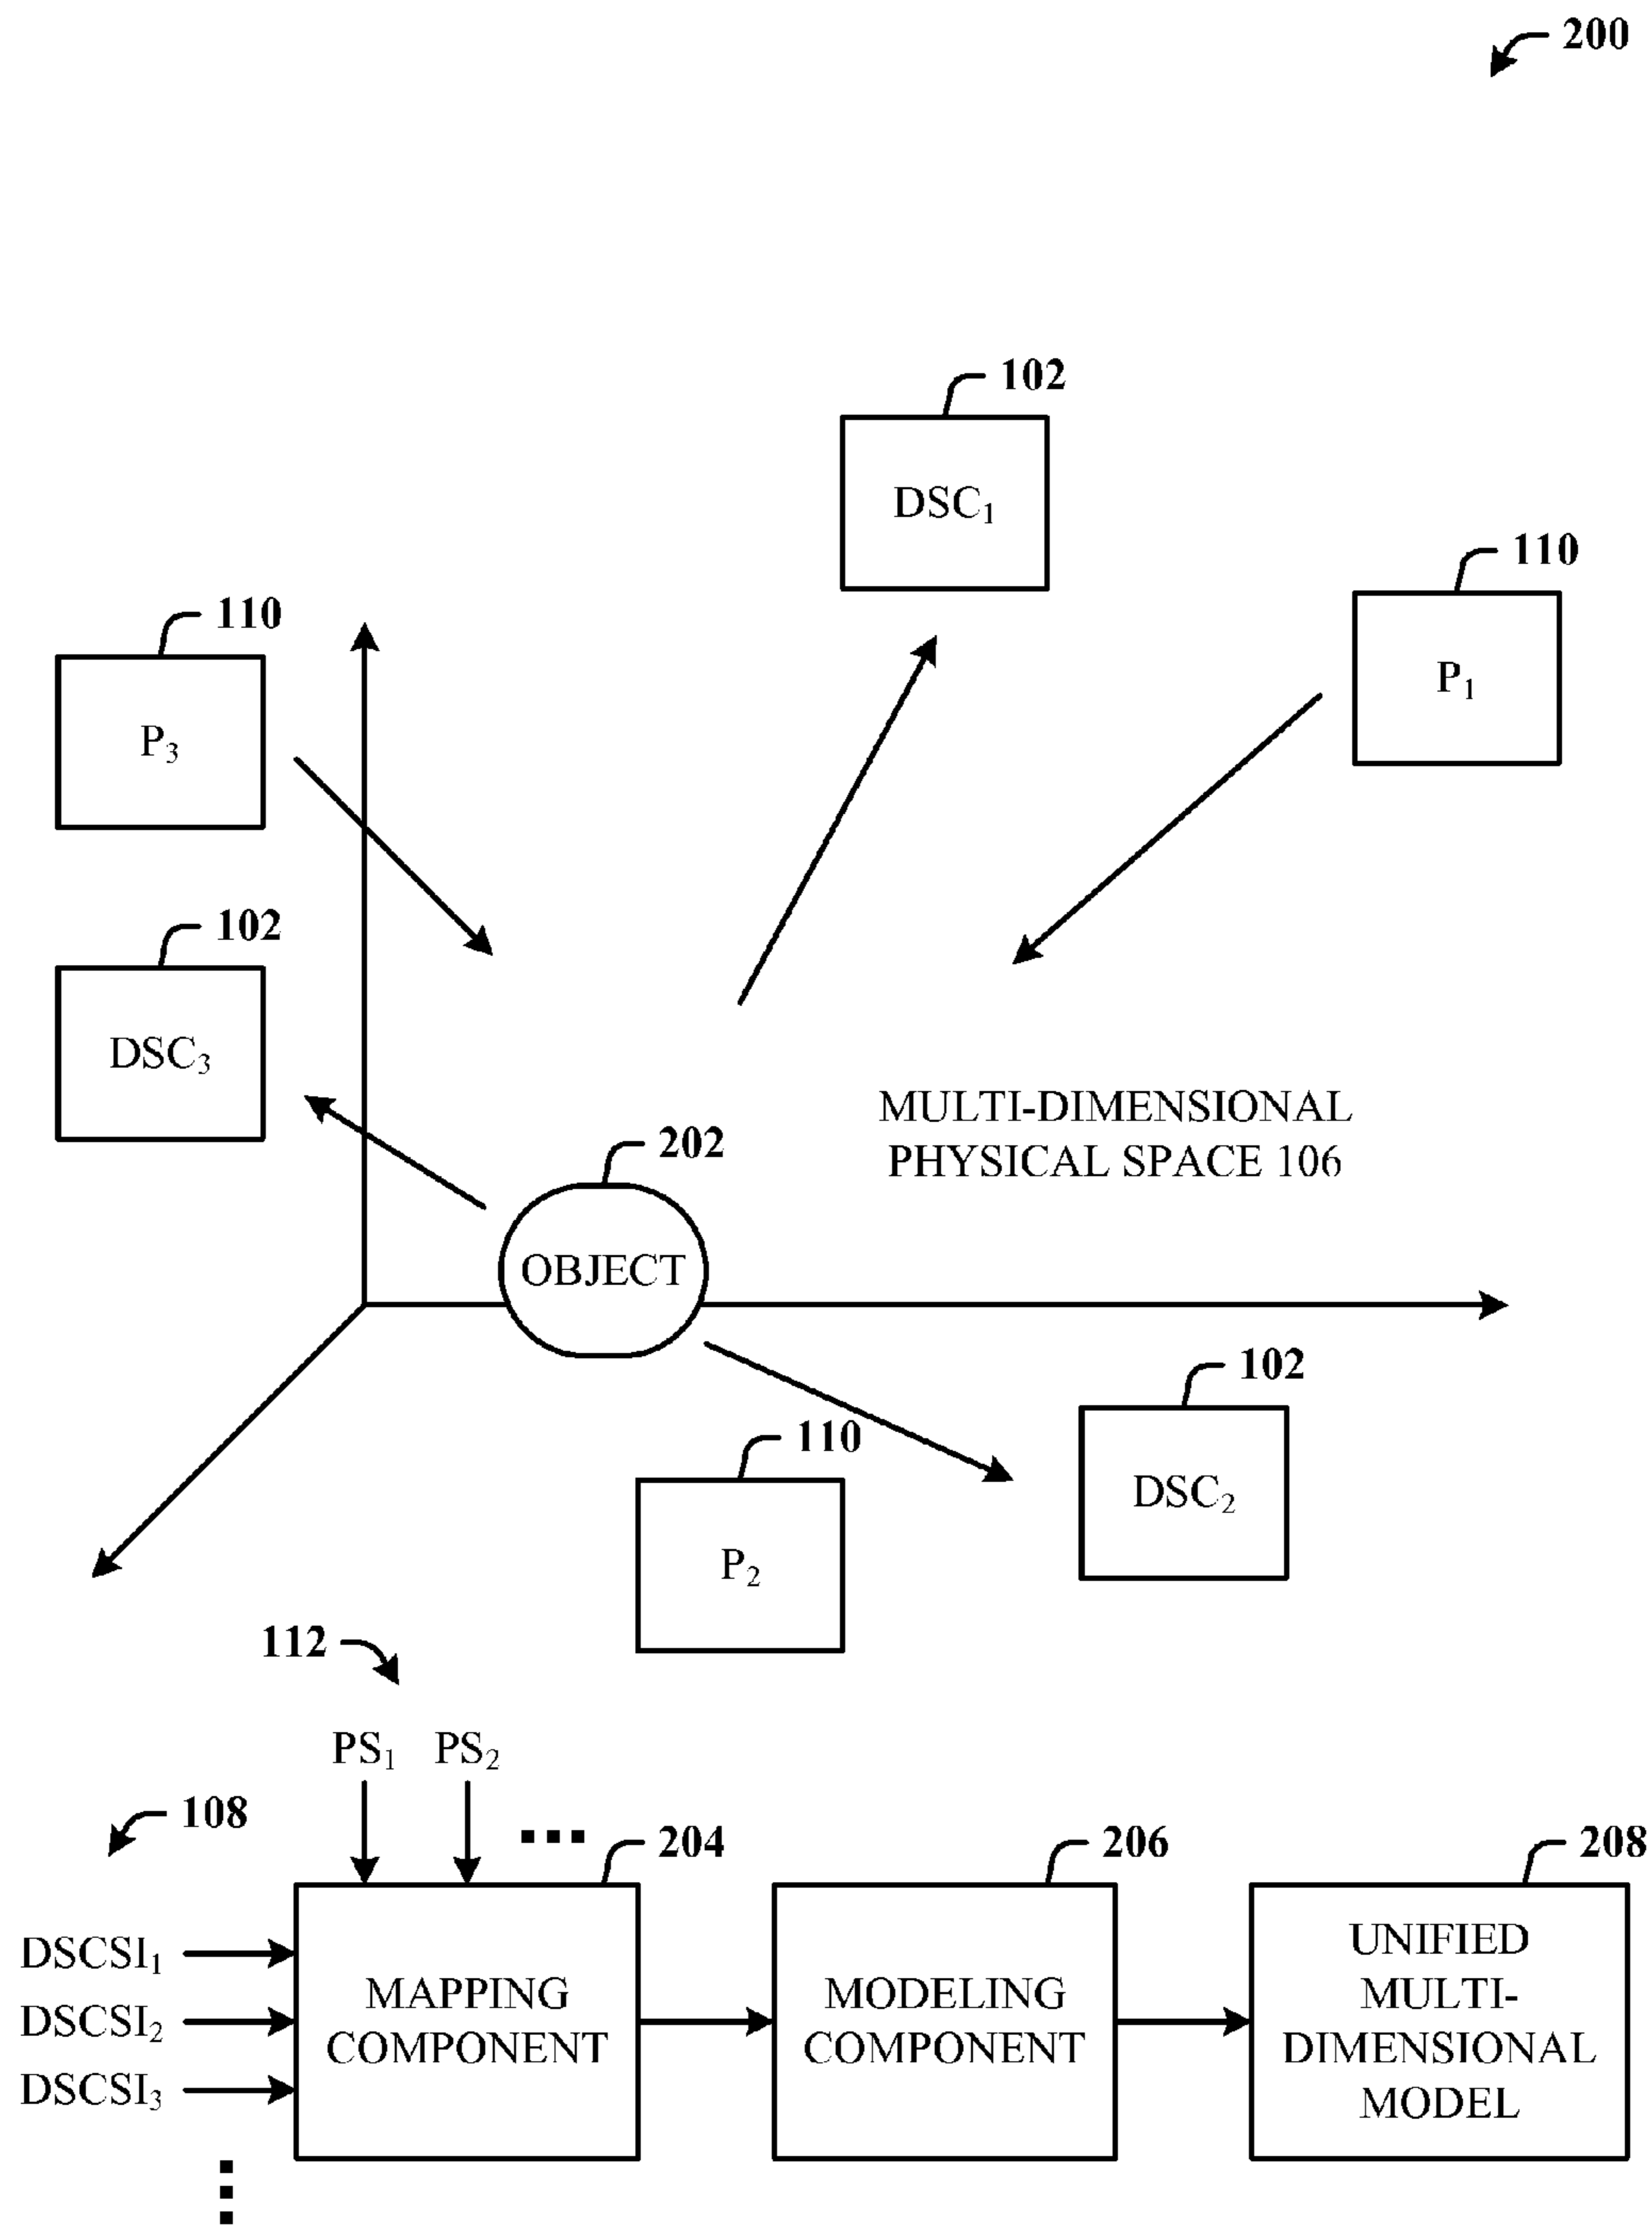 200
102
DSC₁
110
P₁
110
P₃
102
DSC₃
MULTI-DIMENSIONAL
PHYSICAL SPACE 106
202
OBJECT
102
DSC₂
110
P₂
112
PS₁ PS₂
108
204
206
208
DSCSI₁
DSCSI₂
DSCSI₃
MAPPING
COMPONENT
MODELING
COMPONENT
UNIFIED
MULTI-
DIMENSIONAL
MODEL